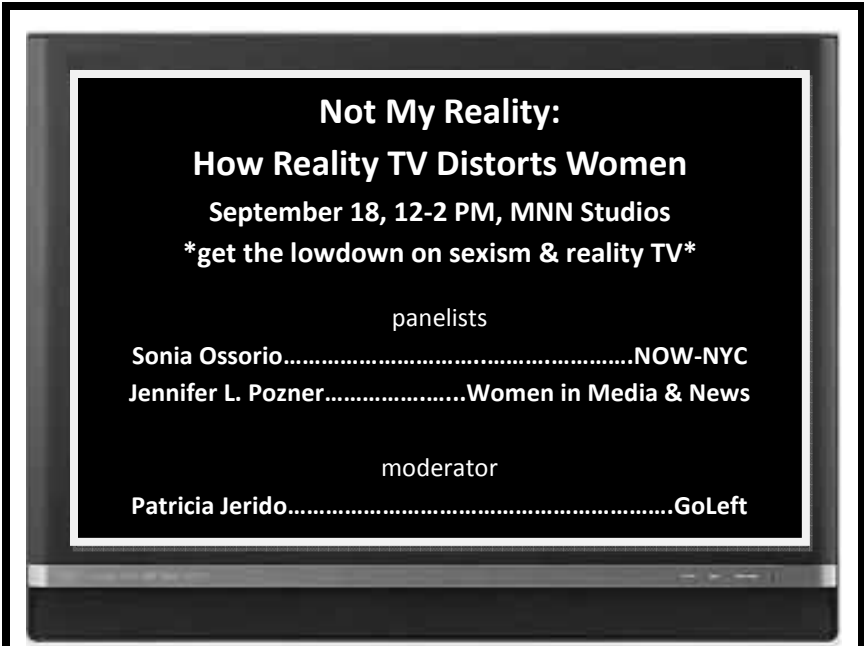 Not My Reality:
How Reality TV Distorts Women
September 18, 12-2 PM, MNN Studios
*get the lowdown on sexism & reality TV*
panelists
Sonia Ossorio…………………………..……….………….NOW-NYC
Jennifer L. Pozner…………….…...Women in Media & News
moderator
Patricia Jerido…………………………………………………….GoLeft